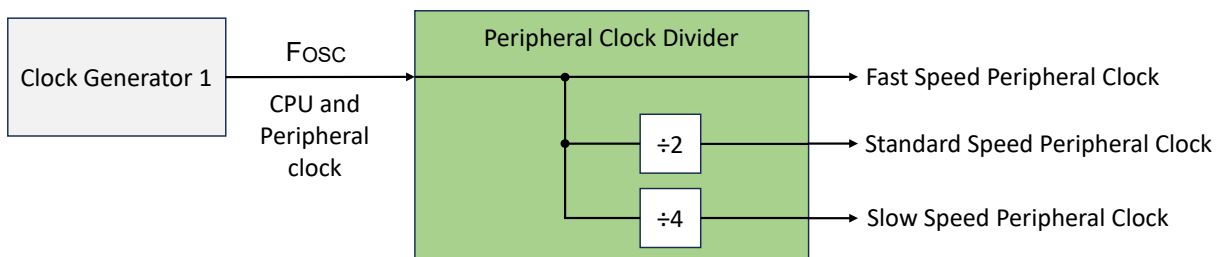 Peripheral Clock Divider
Clock Generator 1
FOSC
CPU and
Peripheral
clock
÷2
÷4
Fast Speed Peripheral Clock
Standard Speed Peripheral Clock
Slow Speed Peripheral Clock